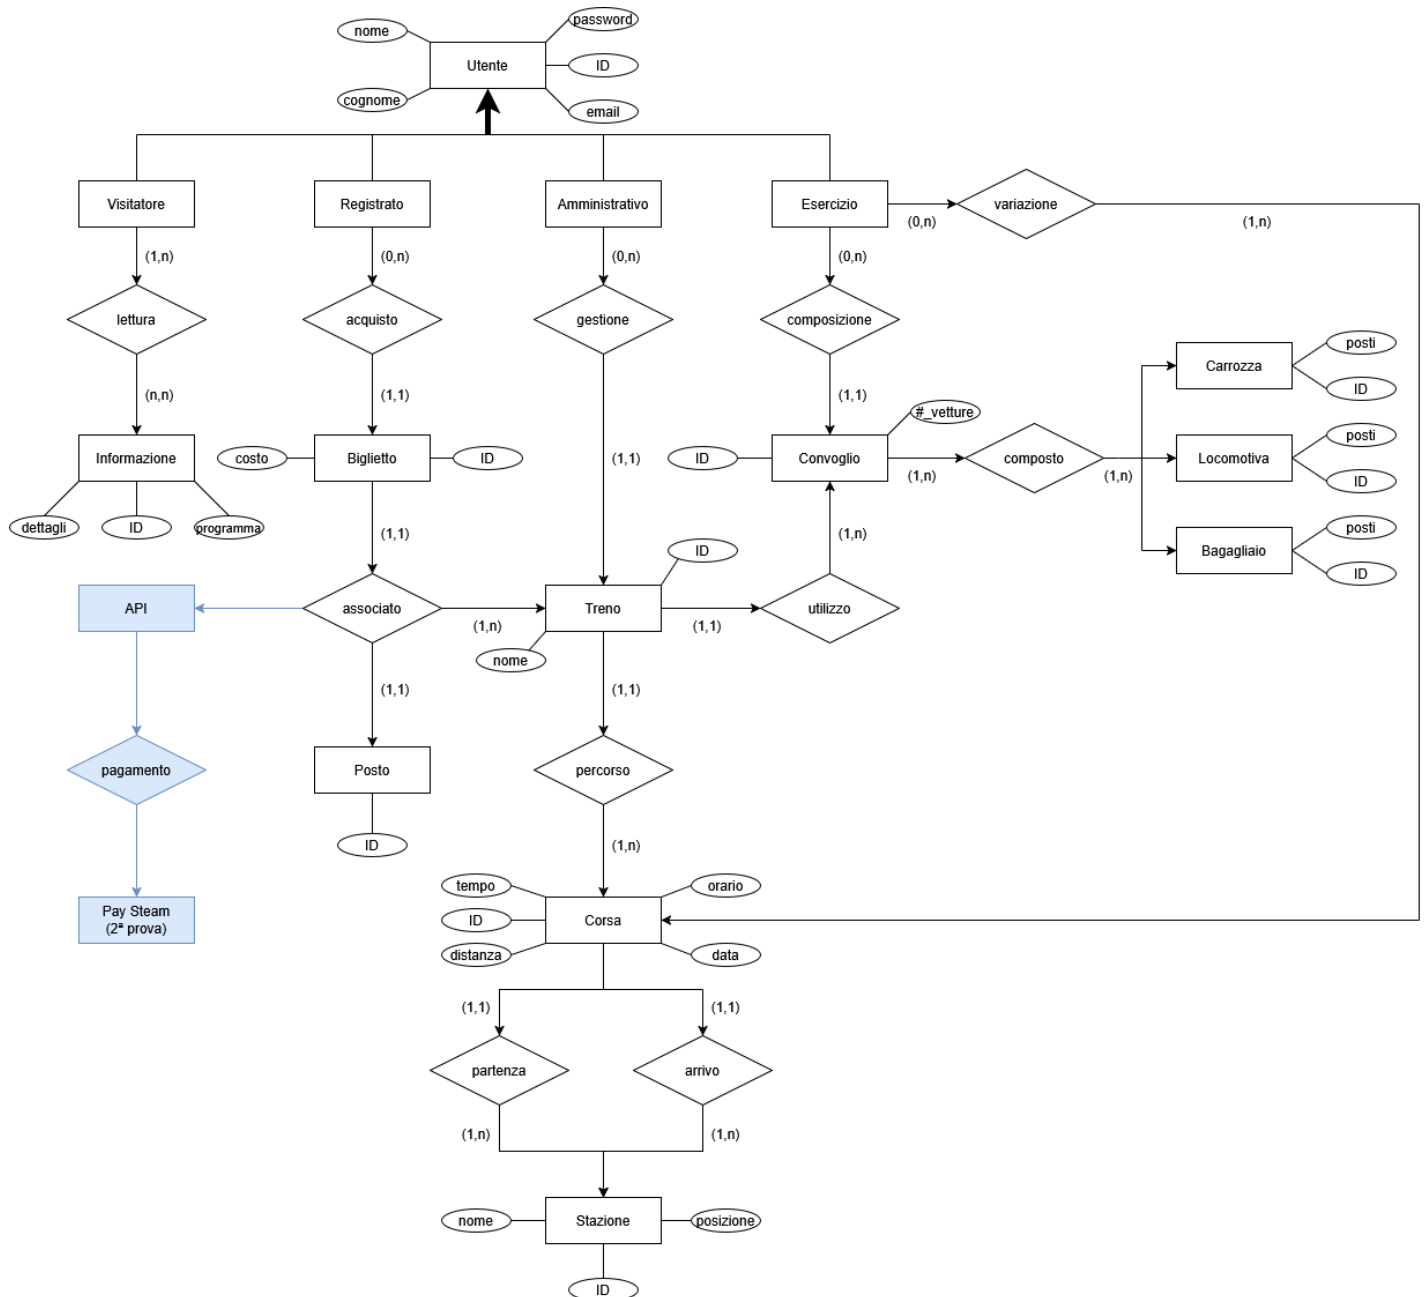 nome
password
Utente
ID
cognome
email
Visitatore
Registrato
Amministrativo
Esercizio
variazione
(0,n)
(1,n)
(1,n)
(0,n)
(0,n)
(0,n)
lettura
acquisto
gestione
composizione
posti
Carrozza
ID
(n,n)
(1,1)
(1,1)
#_vetture
posti
Informazione
costo
Biglietto
ID
(1,1)
ID
Convoglio
composto
Locomotiva
(1,n)
(1,n)
ID
dettagli
ID
programma
posti
(1,1)
(1,n)
ID
Bagagliaio
ID
API
associato
Treno
utilizzo
(1,n)
(1,1)
nome
(1,1)
(1,1)
pagamento
Posto
percorso
ID
(1,n)
tempo
orario
Pay Steam
(2ª prova)
ID
Corsa
distanza
data
(1,1)
(1,1)
partenza
arrivo
(1,n)
(1,n)
nome
Stazione
posizione
ID